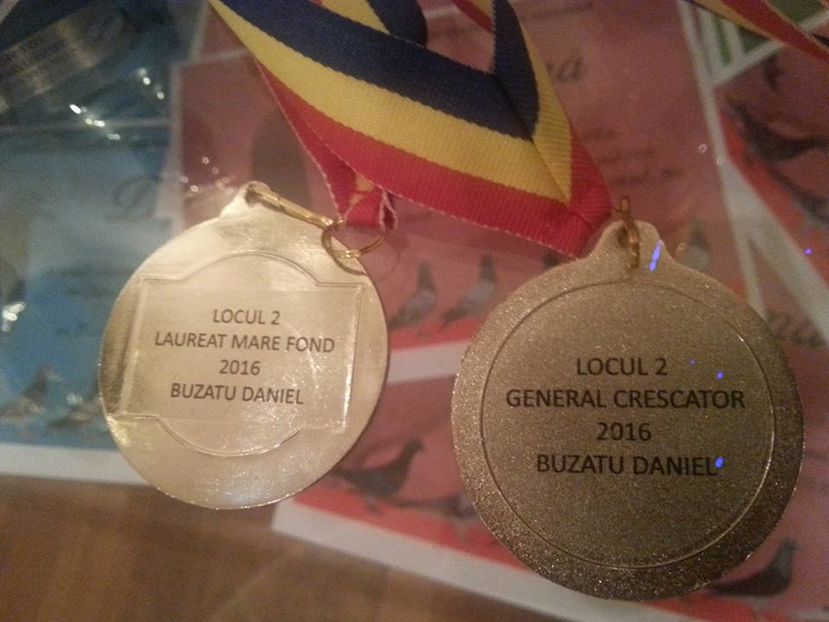 LOCUL 2
LAUREAT MARE FOND
2016
BUZATU DANIEL
LOCUL 2
GENERAL CRESCATOR
2016
BUZATU DANIEL